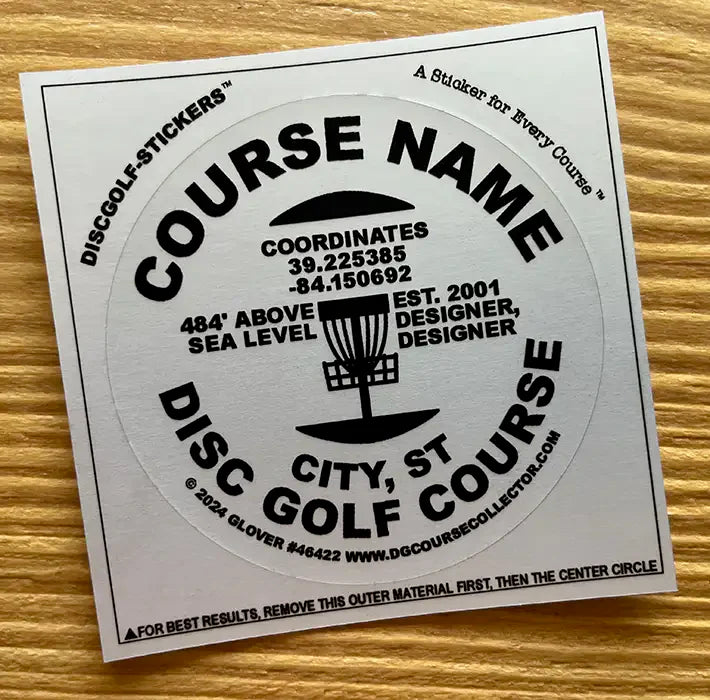 DISCGOLF-STICKERS™
A Sticker for Every Course ™
COURSE NAME
COORDINATES
39.225385
-84.150692
484' ABOVE
SEA LEVEL
EST. 2001
DESIGNER,
DESIGNER
CITY, ST
DISC GOLF COURSE
© 2024 GLOVER #46422 WWW.DGCOURSECOLLECTOR.COM
▲FOR BEST RESULTS, REMOVE THIS OUTER MATERIAL FIRST, THEN THE CENTER CIRCLE